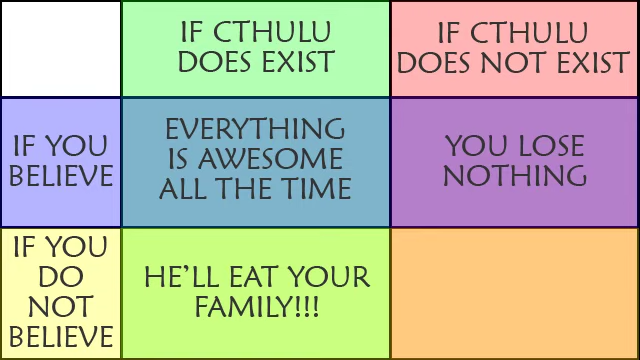 IF CTHULU
DOES EXIST
IF CTHULU
DOES NOT EXIST
IF YOU
BELIEVE
EVERYTHING
IS AWESOME
ALL THE TIME
YOU LOSE
NOTHING
IF YOU
DO
NOT
BELIEVE
HE’LL EAT YOUR
FAMILY!!!